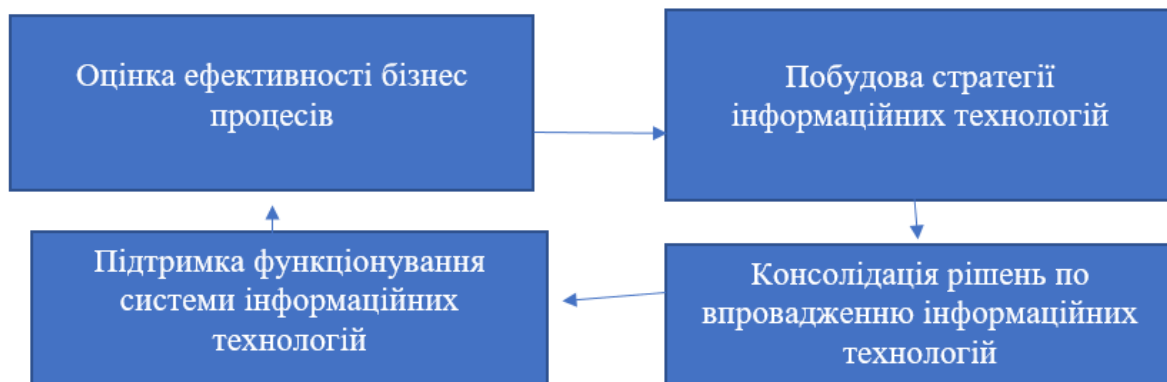 Оцінка ефективності бізнес
процесів
Побудова стратегії
інформаційних технологій
Підтримка функціонування
системи інформаційних
технологій
Консолідація рішень по
впровадженню інформаційних
технологій